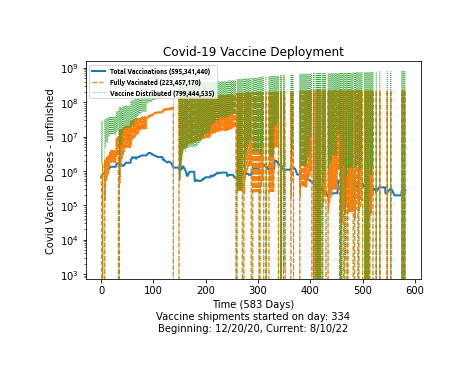 Covid-19 Vaccine Deployment
Total Vaccinations (595,341,440)
Fully Vacinated (223,457,170)
Vaccine Distributed (799,444,535)
Covid Vaccine Doses - unfinished
10⁹
10⁸
10⁷
10⁶
10⁵
10⁴
10³
0 100 200 300 400 500 600
Time (583 Days)
Vaccine shipments started on day: 334
Beginning: 12/20/20, Current: 8/10/22